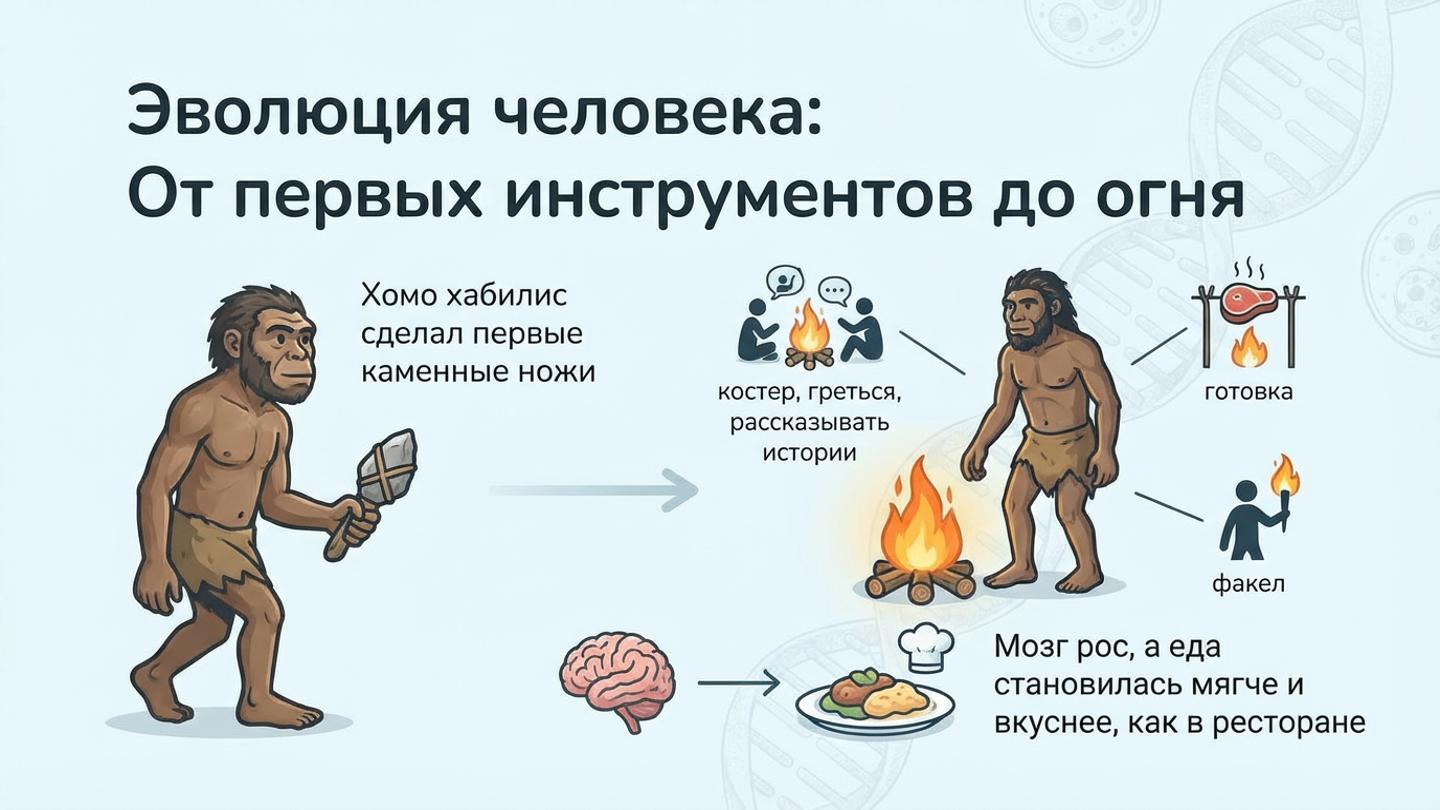 Эволюция человека:
От первых инструментов до огня
Хомо хабилис
сделал первые
каменные ножи
костер, греться,
рассказывать
истории
готовка
факел
Мозг рос, а еда
становилась мягче и
вкуснее, как в ресторане